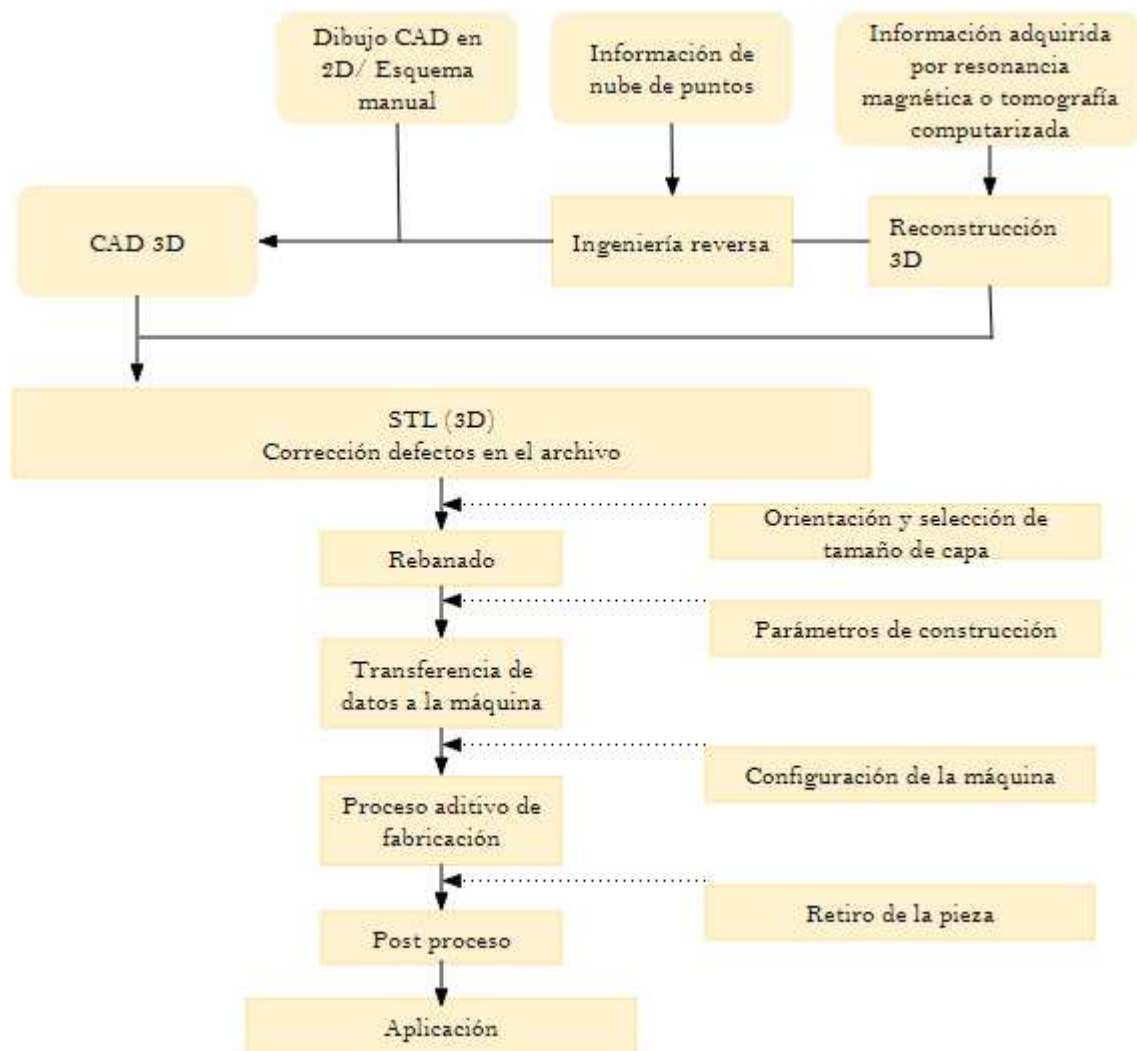 Dibujo CAD en
2D/ Esquema
manual
Información de
nube de puntos
Información adquirida
por resonancia
magnética o tomografía
computarizada
CAD 3D
Ingeniería reversa
Reconstrucción
3D
STL (3D)
Corrección defectos en el archivo
Orientación y selección de
tamaño de capa
Rebanado
Parámetros de construcción
Transferencia de
datos a la máquina
Configuración de la máquina
Proceso aditivo de
fabricación
Retiro de la pieza
Post proceso
Aplicación